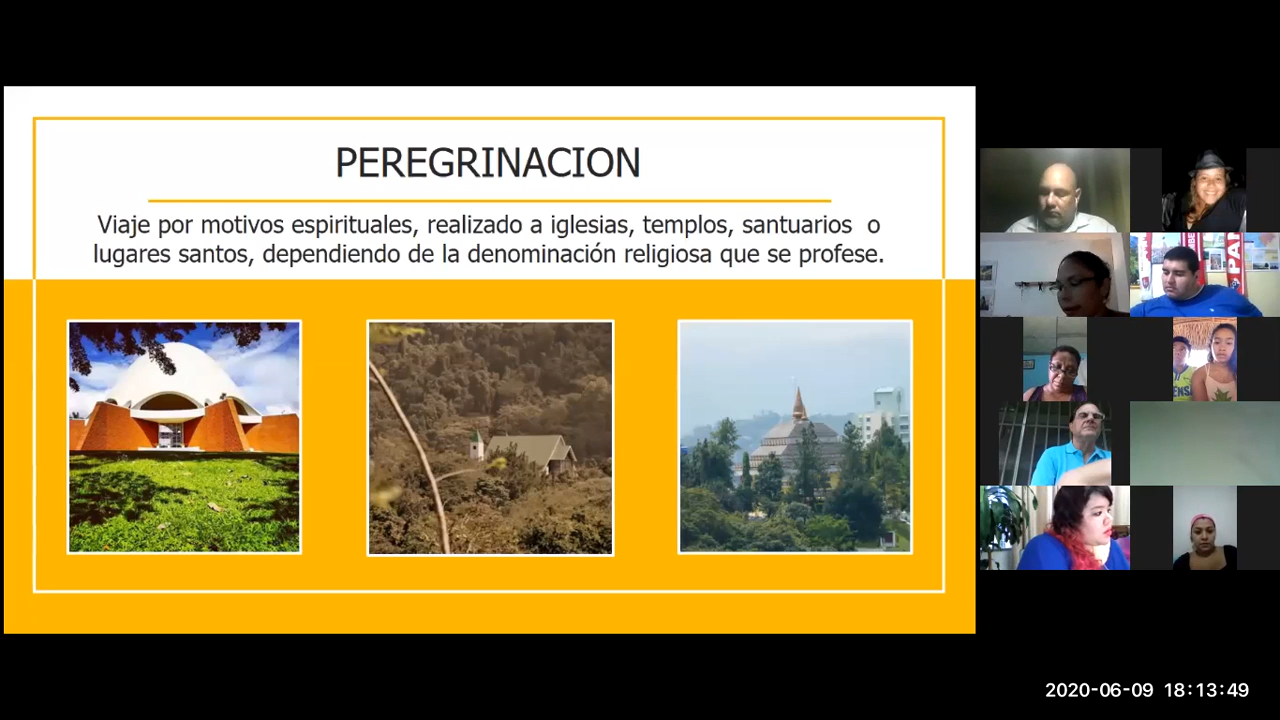 PEREGRINACION
Viaje por motivos espirituales, realizado a iglesias, templos, santuarios o
lugares santos, dependiendo de la denominación religiosa que se profese.
2020-06-09 18:13:49